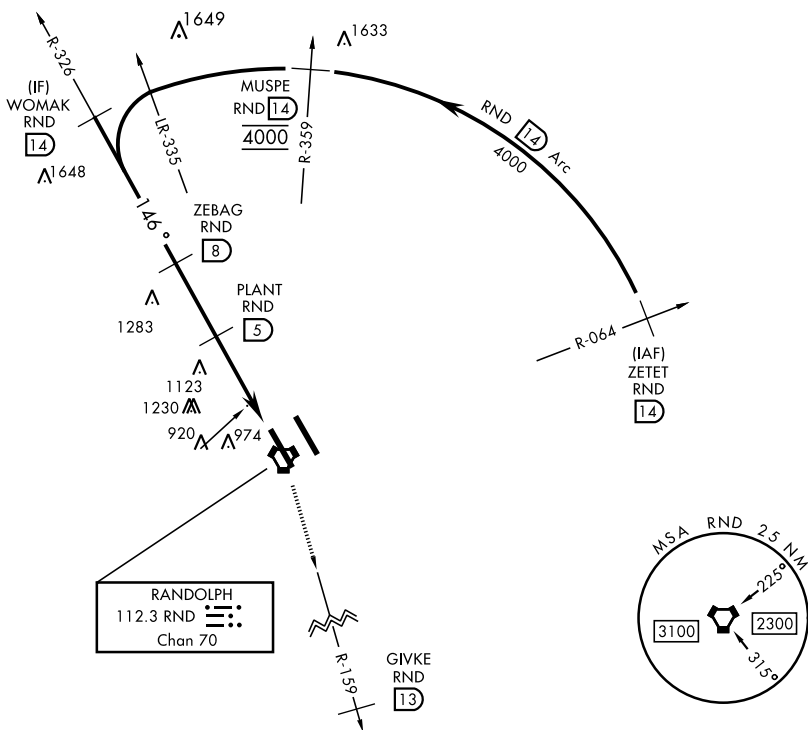 1649
1633
R-326
(IF)
WOMAK
RND
14
1648
LR-335
MUSPE
RND 14
4000
R-359
RND 14 Arc
4000
146°
ZEBAG
RND
8
1283
PLANT
RND
5
R-064
(IAF)
ZETET
RND
14
1123
1230
920
974
RANDOLPH
112.3 RND
Chan 70
R-159
GIVKE
RND
13
MSA RND 25 NM
225°
3100
2300
315°